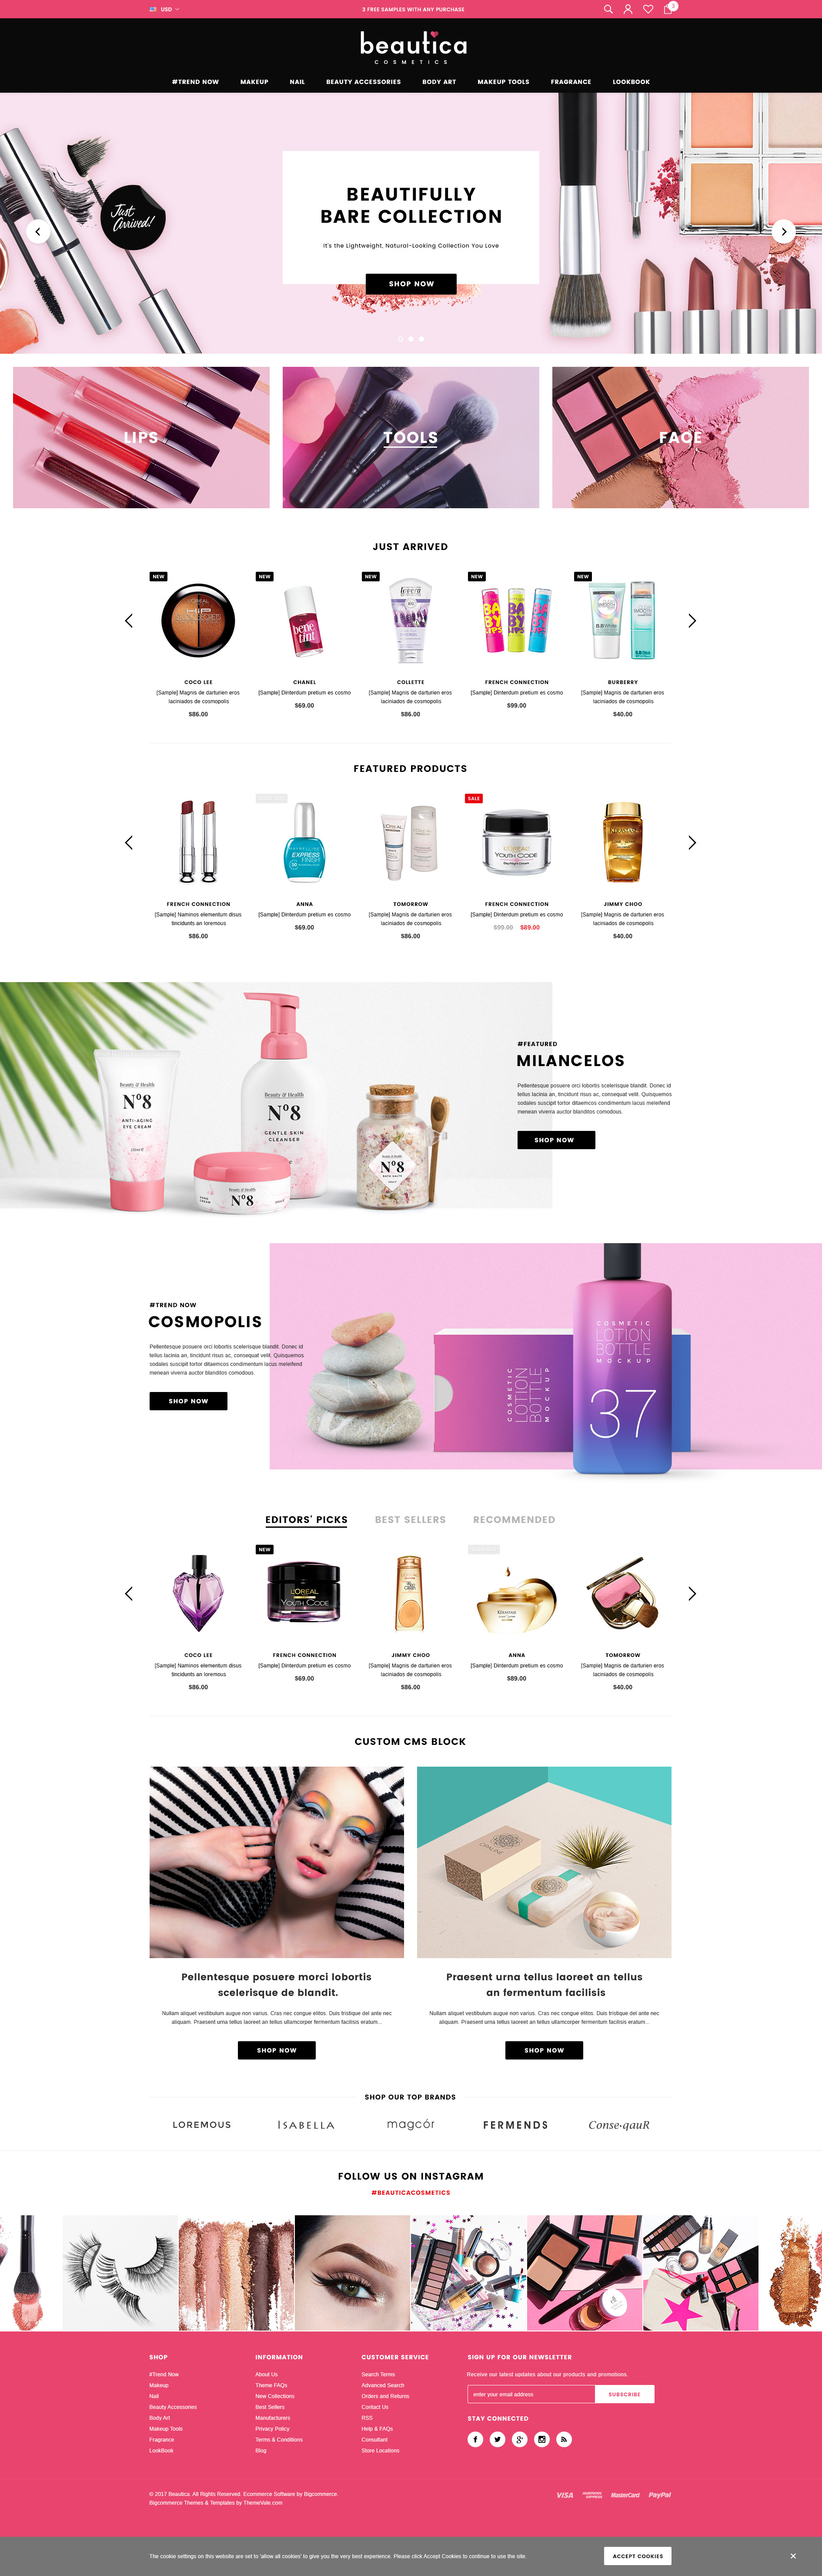 USD
3 FREE SAMPLES WITH ANY PURCHASE
beautica
COSMETICS
#TREND NOW MAKEUP NAIL BEAUTY ACCESSORIES BODY ART MAKEUP TOOLS FRAGRANCE LOOKBOOK
Just Arrived!
BEAUTIFULLY
BARE COLLECTION
It's the Lightweight, Natural-Looking Collection You Love
SHOP NOW
LIPS TOOLS FACE
JUST ARRIVED
NEW NEW NEW NEW NEW
COCO LEE CHANEL COLLETTE FRENCH CONNECTION BURBERRY
[Sample] Magnis de darturien eros [Sample] Dinterdum pretium es cosmo [Sample] Magnis de darturien eros [Sample] Dinterdum pretium es cosmo [Sample] Magnis de darturien eros
laciniados de cosmopolis laciniados de cosmopolis laciniados de cosmopolis
$86.00 $69.00 $86.00 $99.00 $40.00
FEATURED PRODUCTS
SALE
FRENCH CONNECTION ANNA TOMORROW FRENCH CONNECTION JIMMY CHOO
[Sample] Naminos elementum disus [Sample] Dinterdum pretium es cosmo [Sample] Magnis de darturien eros [Sample] Dinterdum pretium es cosmo [Sample] Magnis de darturien eros
tincidunts an loremous laciniados de cosmopolis laciniados de cosmopolis
$86.00 $69.00 $86.00 $99.00 $89.00 $40.00
Beauty & Health
Nº8
ANTI-AGING
EYE CREAM
Beauty & Health
Nº8
GENTLE SKIN
CLEANSER
Nº8
Nº8
BATH SALTS
#FEATURED
MILANCELOS
Pellentesque posuere orci lobortis scelerisque blandit. Donec id
tellus lacinia an, tincidunt risus ac, consequat velit. Quisquemos
sodales suscipit tortor ditaemcos condimentum lacus meleifend
menean viverra auctor blanditos comodous.
SHOP NOW
#TREND NOW
COSMOPOLIS
Pellentesque posuere orci lobortis scelerisque blandit. Donec id
tellus lacinia an, tincidunt risus ac, consequat velit. Quisquemos
sodales suscipit tortor ditaemcos condimentum lacus meleifend
menean viverra auctor blanditos comodous.
SHOP NOW
COSMETIC
LOTION
BOTTLE
MOCKUP
COSMETIC
LOTION
BOTTLE
MOCKUP
37
EDITORS' PICKS BEST SELLERS RECOMMENDED
NEW
COCO LEE FRENCH CONNECTION JIMMY CHOO ANNA TOMORROW
[Sample] Naminos elementum disus [Sample] Dinterdum pretium es cosmo [Sample] Magnis de darturien eros [Sample] Dinterdum pretium es cosmo [Sample] Magnis de darturien eros
tincidunts an loremous laciniados de cosmopolis laciniados de cosmopolis
$86.00 $69.00 $86.00 $89.00 $40.00
CUSTOM CMS BLOCK
Pellentesque posuere morci lobortis
scelerisque de blandit.
Nullam aliquet vestibulum augue non varius. Cras nec congue elitos. Duis tristique del ante nec
aliquam. Praesent urna tellus laoreet an tellus ullamcorper fermentum facilisis eratum...
SHOP NOW
Praesent urna tellus laoreet an tellus
an fermentum facilisis
Nullam aliquet vestibulum augue non varius. Cras nec congue elitos. Duis tristique del ante nec
aliquam. Praesent urna tellus laoreet an tellus ullamcorper fermentum facilisis eratum...
SHOP NOW
SHOP OUR TOP BRANDS
LOREMOUS ISABELLA magcór FERMENDS Conse·qauR
FOLLOW US ON INSTAGRAM
#BEAUTICACOSMETICS
SHOP
#Trend Now
Makeup
Nail
Beauty Accessories
Body Art
Makeup Tools
Fragrance
LookBook
INFORMATION
About Us
Theme FAQs
New Collections
Best Sellers
Manufacturers
Privacy Policy
Terms & Conditions
Blog
CUSTOMER SERVICE
Search Terms
Advanced Search
Orders and Returns
Contact Us
RSS
Help & FAQs
Consultant
Store Locations
SIGN UP FOR OUR NEWSLETTER
Receive our latest updates about our products and promotions.
enter your email address SUBSCRIBE
STAY CONNECTED
© 2017 Beautica. All Rights Reserved. Ecommerce Software by Bigcommerce.
Bigcommerce Themes & Templates by ThemeVale.com
VISA AMERICAN EXPRESS MasterCard PayPal
The cookie settings on this website are set to 'allow all cookies' to give you the very best experience. Please click Accept Cookies to continue to use the site.
ACCEPT COOKIES